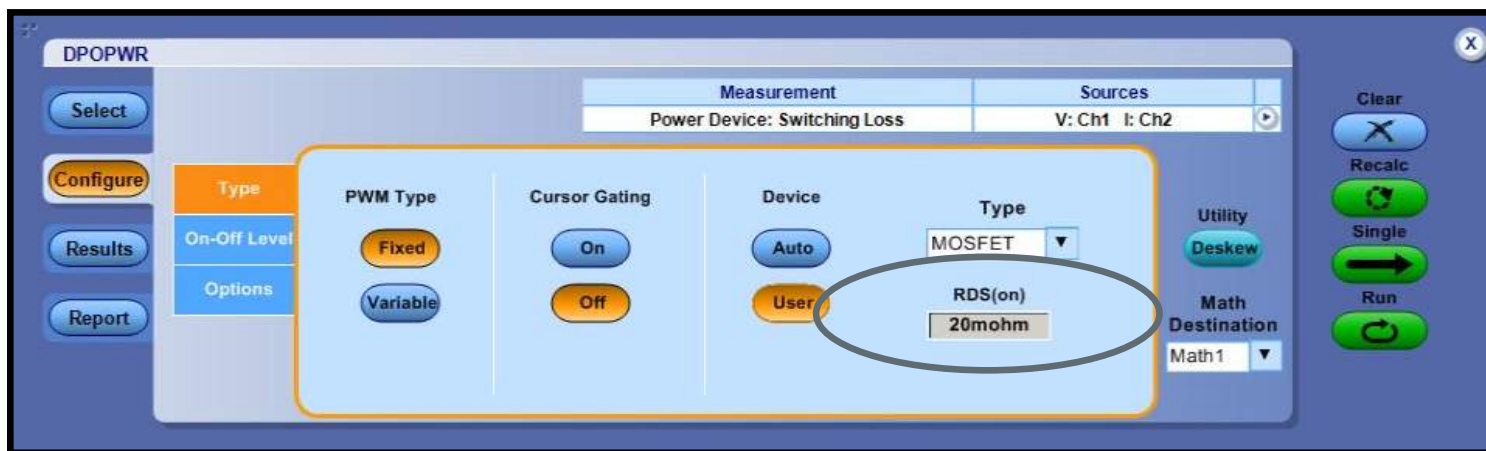 DPOPWR
X
Select
Configure
Results
Report
Type
On-Off Level
Options
Measurement
Sources
Power Device: Switching Loss
V: Ch1 I: Ch2
PWM Type
Fixed
Variable
Cursor Gating
On
Off
Device
Auto
User
Type
MOSFET
RDS(on)
20mohm
Utility
Deskew
Math
Destination
Math1
Clear
Recalc
Single
Run